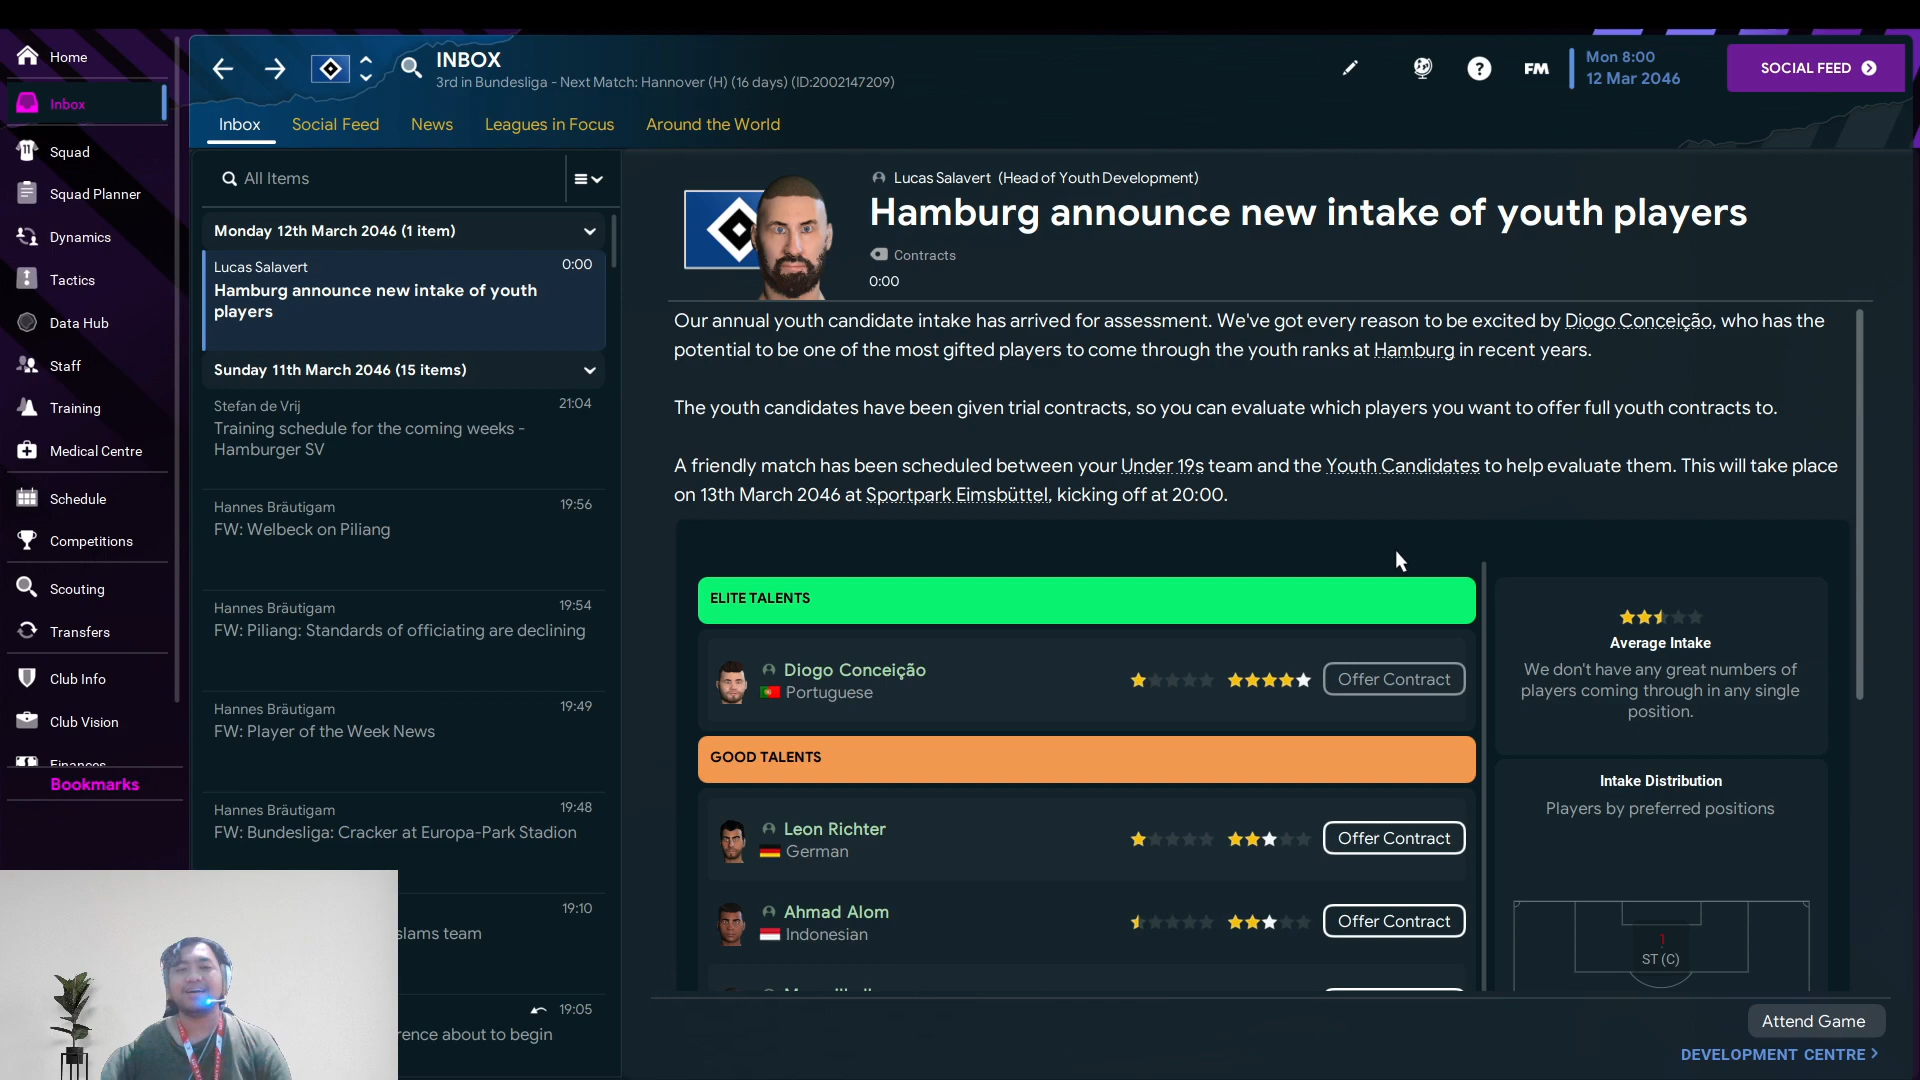 Home
Inbox
Squad
Squad Planner
Dynamics
Tactics
Data Hub
Staff
Training
Medical Centre
Schedule
Competitions
Scouting
Transfers
Club Info
Club Vision
Finances
Bookmarks
INBOX
3rd in Bundesliga - Next Match: Hannover (H) (16 days) (ID:2002147209)
FM
Mon 8:00
12 Mar 2046
SOCIAL FEED
Inbox Social Feed News Leagues in Focus Around the World
All Items
Monday 12th March 2046 (1 item)
Lucas Salavert 0:00
Hamburg announce new intake of youth
players
Sunday 11th March 2046 (15 items)
Stefan de Vrij 21:04
Training schedule for the coming weeks -
Hamburger SV
Hannes Bräutigam 19:56
FW: Welbeck on Piliang
Hannes Bräutigam 19:54
FW: Piliang: Standards of officiating are declining
Hannes Bräutigam 19:49
FW: Player of the Week News
Hannes Bräutigam 19:48
FW: Bundesliga: Cracker at Europa-Park Stadion
19:10
slams team
19:05
rence about to begin
Lucas Salavert (Head of Youth Development)
Hamburg announce new intake of youth players
Contracts
0:00
Our annual youth candidate intake has arrived for assessment. We've got every reason to be excited by Diogo Conceição, who has the
potential to be one of the most gifted players to come through the youth ranks at Hamburg in recent years.
The youth candidates have been given trial contracts, so you can evaluate which players you want to offer full youth contracts to.
A friendly match has been scheduled between your Under 19s team and the Youth Candidates to help evaluate them. This will take place
on 13th March 2046 at Sportpark Eimsbüttel, kicking off at 20:00.
ELITE TALENTS
Diogo Conceição
Portuguese
Offer Contract
GOOD TALENTS
Leon Richter
German
Offer Contract
Ahmad Alom
Indonesian
Offer Contract
Average Intake
We don't have any great numbers of
players coming through in any single
position.
Intake Distribution
Players by preferred positions
1
ST (C)
Attend Game
DEVELOPMENT CENTRE